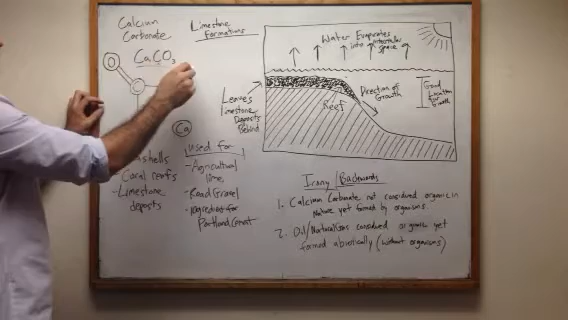 Calcium
Carbonate
CaCO3
Limestone
Formations
Water Evaporates
into interstellar
space
Leaves
limestone
Deposits
Behind
Reef
Direction of
Growth
Good
Location
for
Growth
Ca
shells
Coral reefs
-Limestone
deposits
Used for
-Agricultural
lime
-Road Gravel
-Ingredient for
Portland Cement
Irony/Backwards
1. Calcium Carbonate not considered organic in
Nature yet formed by organisms.
2. Oil/Natural Gas considered organic yet
formed abiotically (without organisms)